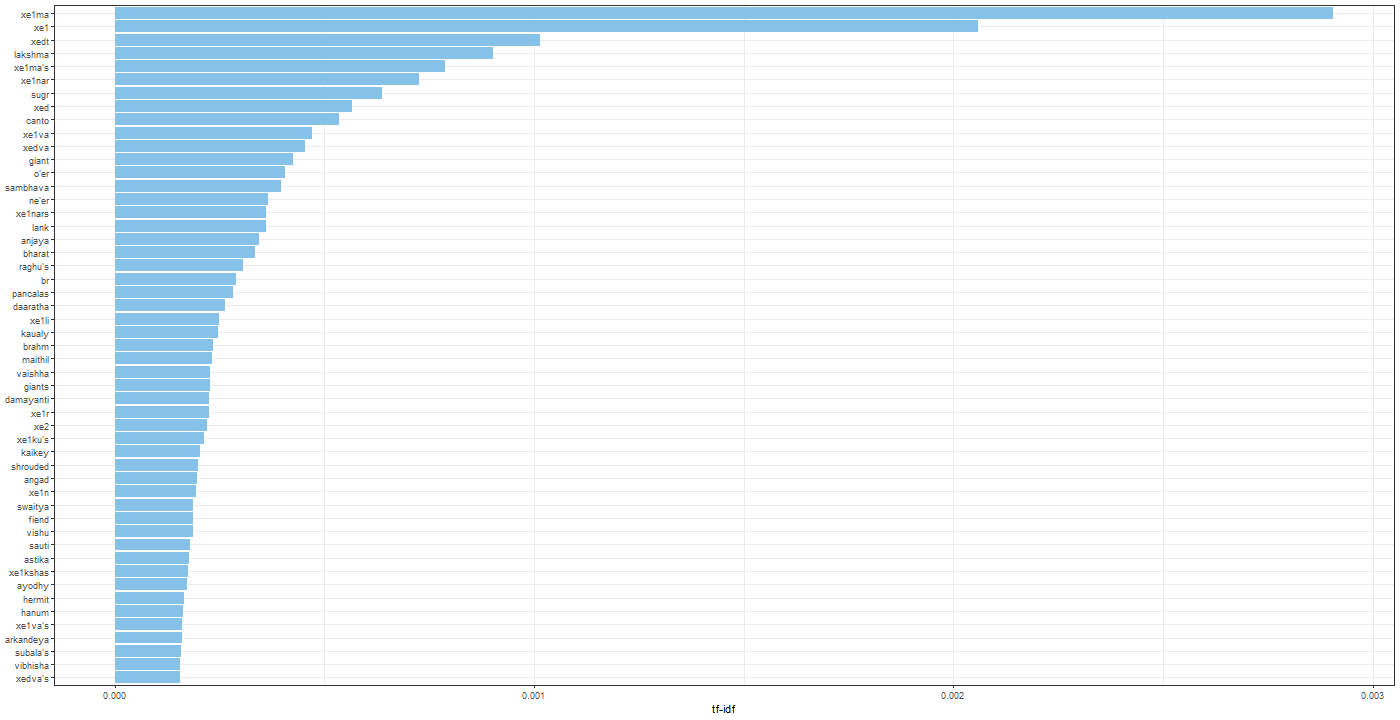 xe1ma
xe1
xedt
lakshma
xe1ma's
xe1nar
sugr
xed
canto
xe1va
xedva
giant
o'er
sambhava
ne'er
xe1nars
lank
anjaya
bharat
raghu's
br
pancalas
daaratha
xe1li
kaualy
brahm
maithil
vaishha
giants
damayanti
xe1r
xe2
xe1ku's
kaikey
shrouded
angad
xe1n
swaitya
fiend
vishu
sauti
astika
xe1kshas
ayodhy
hermit
hanum
xe1va's
arkandeya
subala's
vibhisha
xedva's
0.000 0.001 0.002 0.003
tf-idf